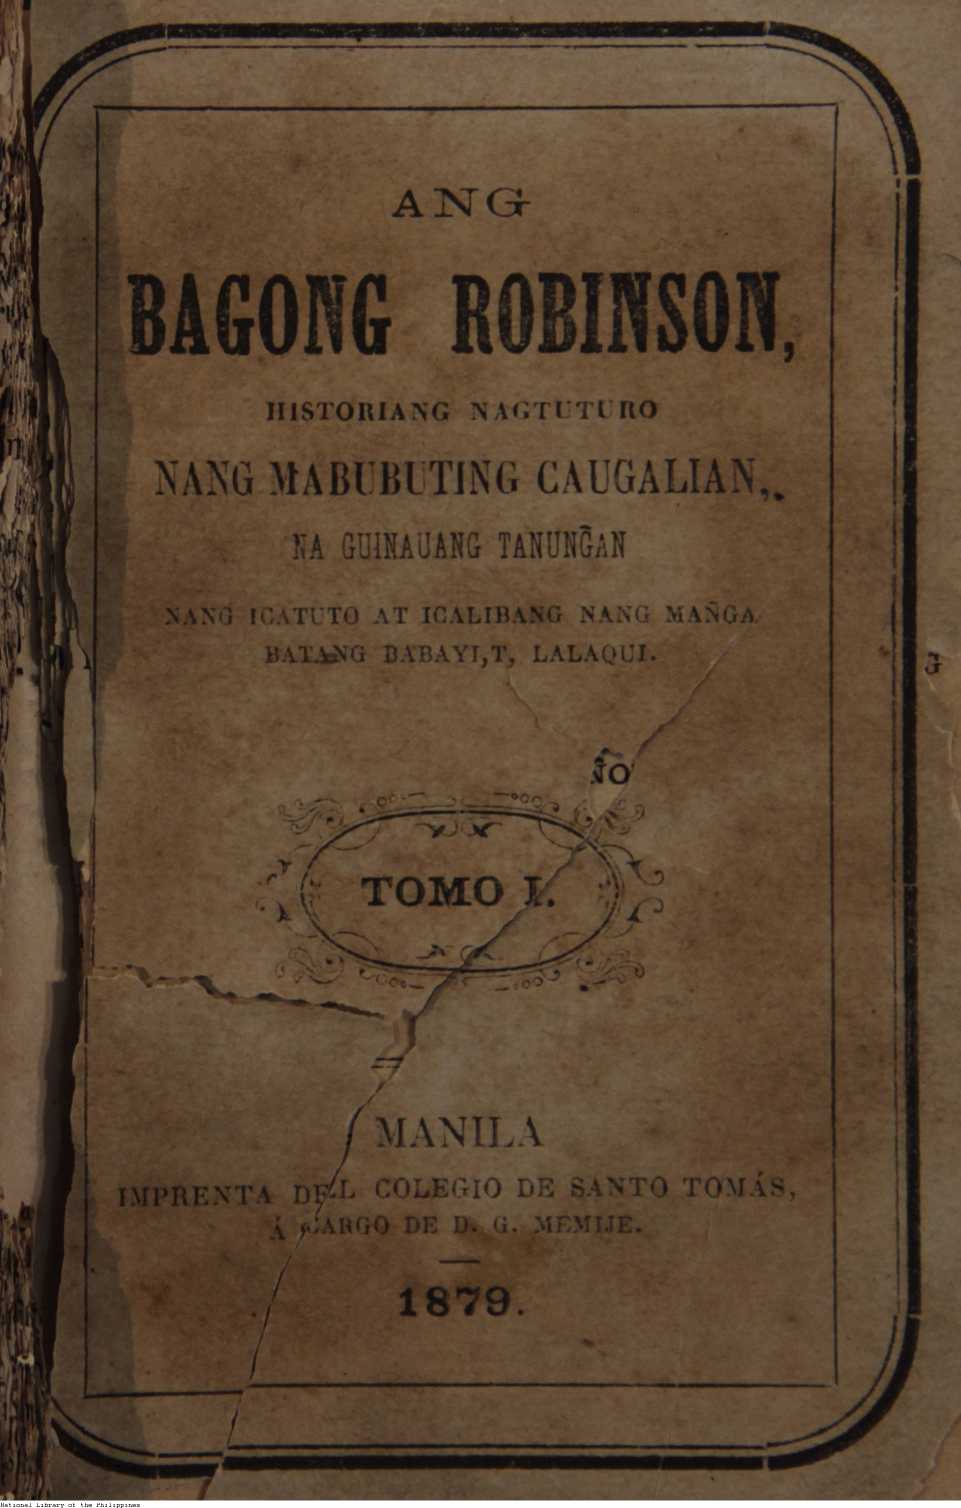 ANG
BAGONG ROBINSON,
HISTORIANG NAGTUTURO
NANG MABUBUTING CAUGALIAN,
NA GUINAUANG TANUNG̃AN
NANG ICATUTO AT ICALIBANG NANG MAÑGA
BATANG BABAYI,T, LALAQUI.
ÑO
G
TOMO I.
MANILA
IMPRENTA DEL COLEGIO DE SANTO TOMÁS,
Á CARGO DE D. G. MEMIJE.
1879.
National Library of the Philippines